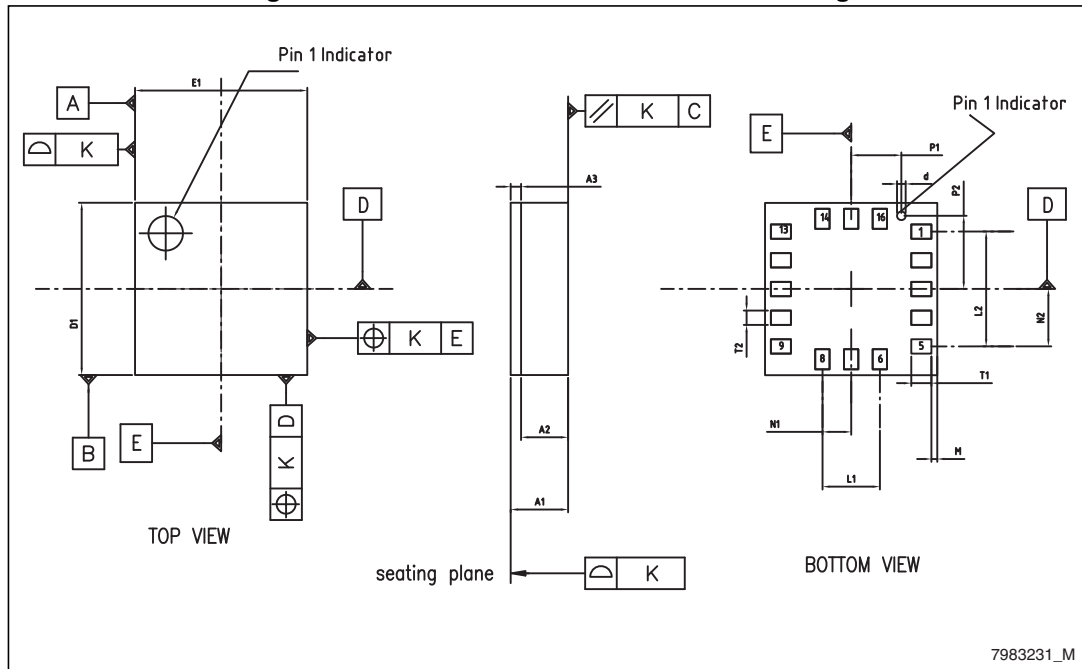 Pin 1 Indicator
E1
A
K
K C
Pin 1 Indicator
E
P1
d
P2
A3
D
D
14 16
13 1
D1
K E
L2
N2
T2
9 8 6 5
T1
N1
M
B
E
D
K
A2
L1
A1
TOP VIEW
seating plane
K
BOTTOM VIEW
7983231_M